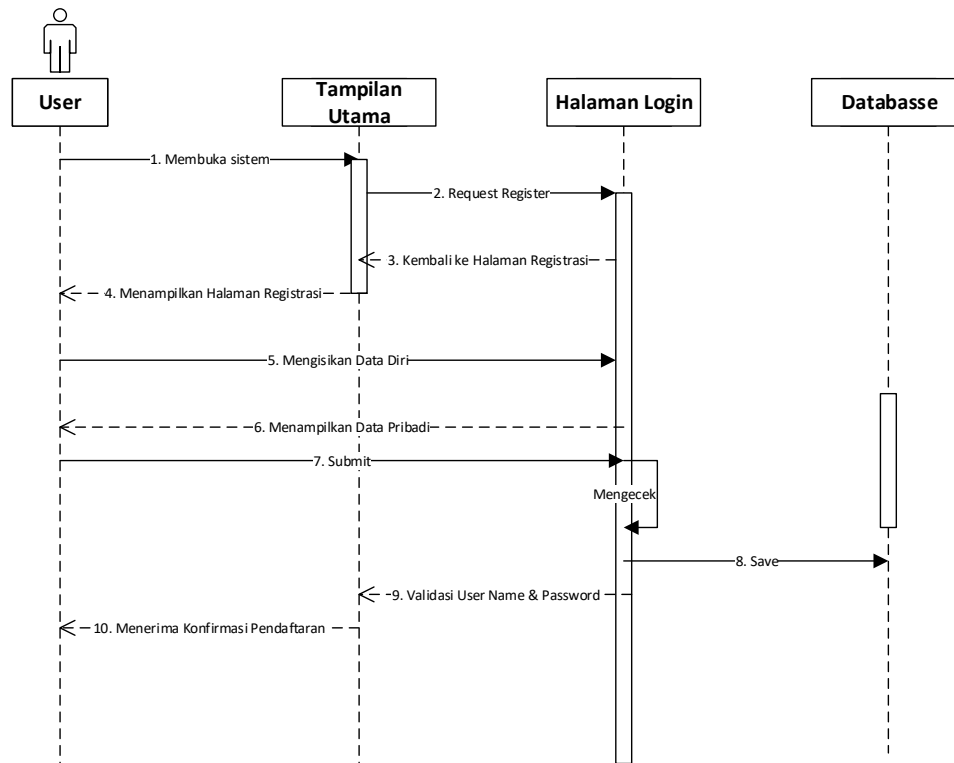 User
Tampilan
Utama
Halaman Login
Databasse
1. Membuka sistem
2. Request Register
3. Kembali ke Halaman Registrasi
4. Menampilkan Halaman Registrasi
5. Mengisikan Data Diri
6. Menampilkan Data Pribadi
7. Submit
Mengecek
8. Save
9. Validasi User Name & Password
10. Menerima Konfirmasi Pendaftaran